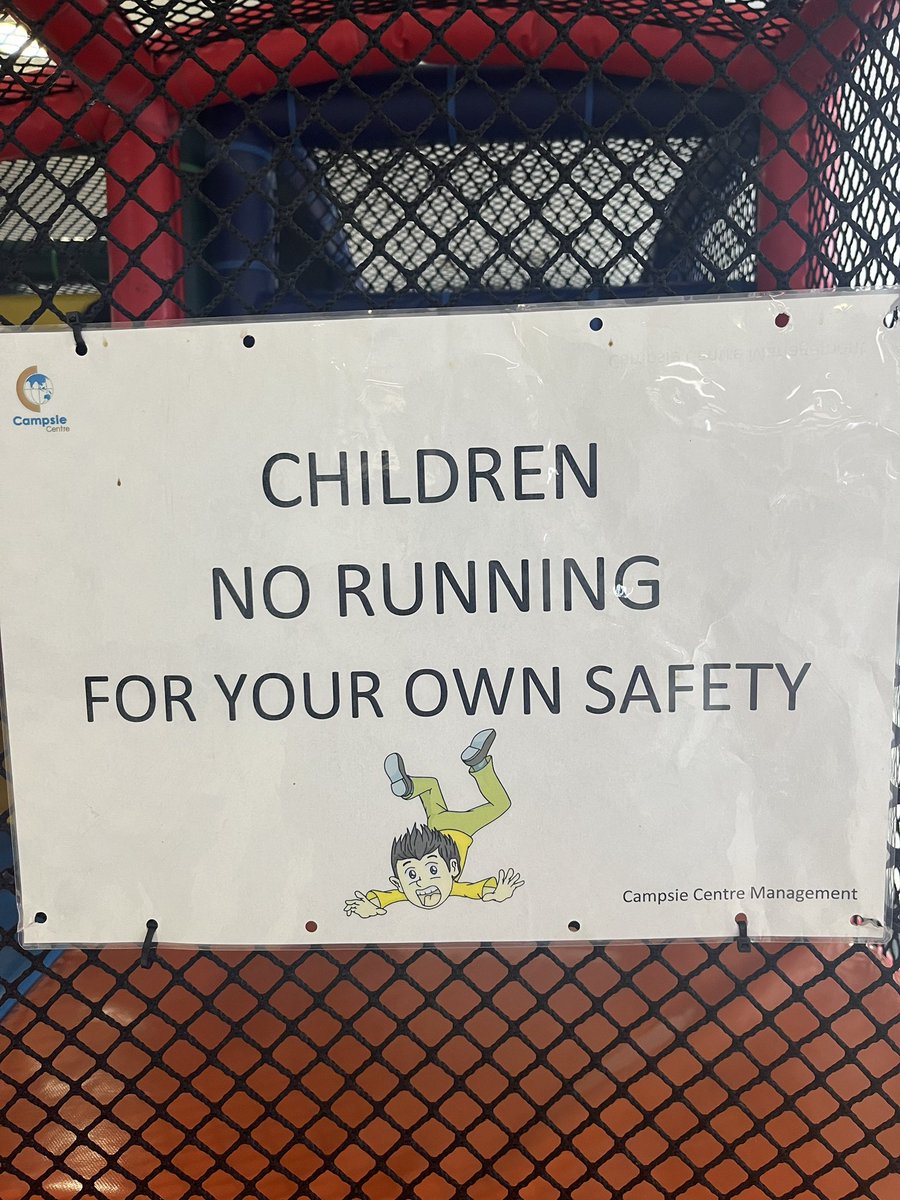 Campsie
Centre
CHILDREN
NO RUNNING
FOR YOUR OWN SAFETY
Campsie Centre Management